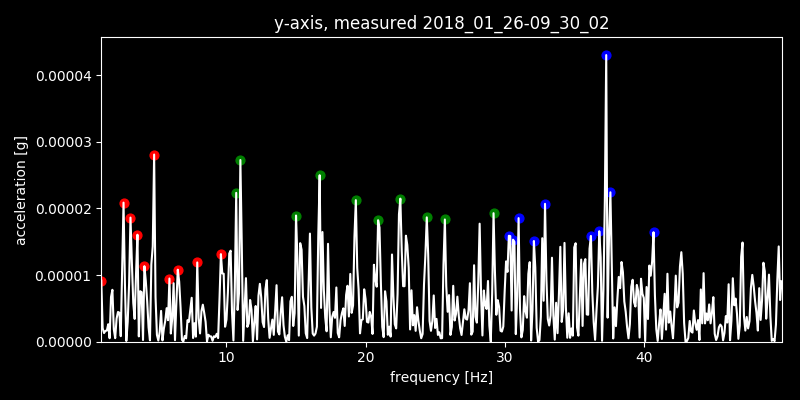 y-axis, measured 2018_01_26-09_30_02
0.00004
0.00003
0.00002
0.00001
0.00000
acceleration [g]
10 20 30 40
frequency [Hz]